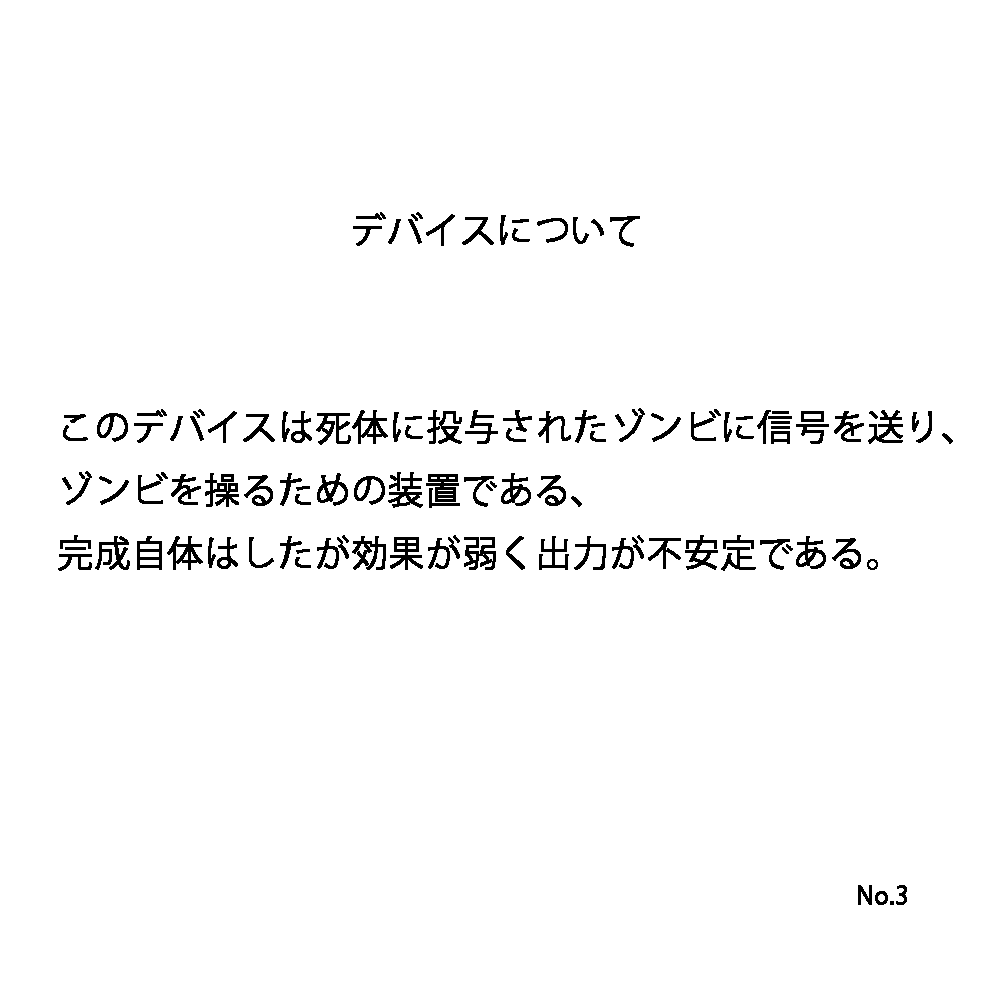 デバイスについて
このデバイスは死体に投与されたゾンビに信号を送り、
ゾンビを操るための装置である、
完成自体はしたが効果が弱く出力が不安定である。
No.3